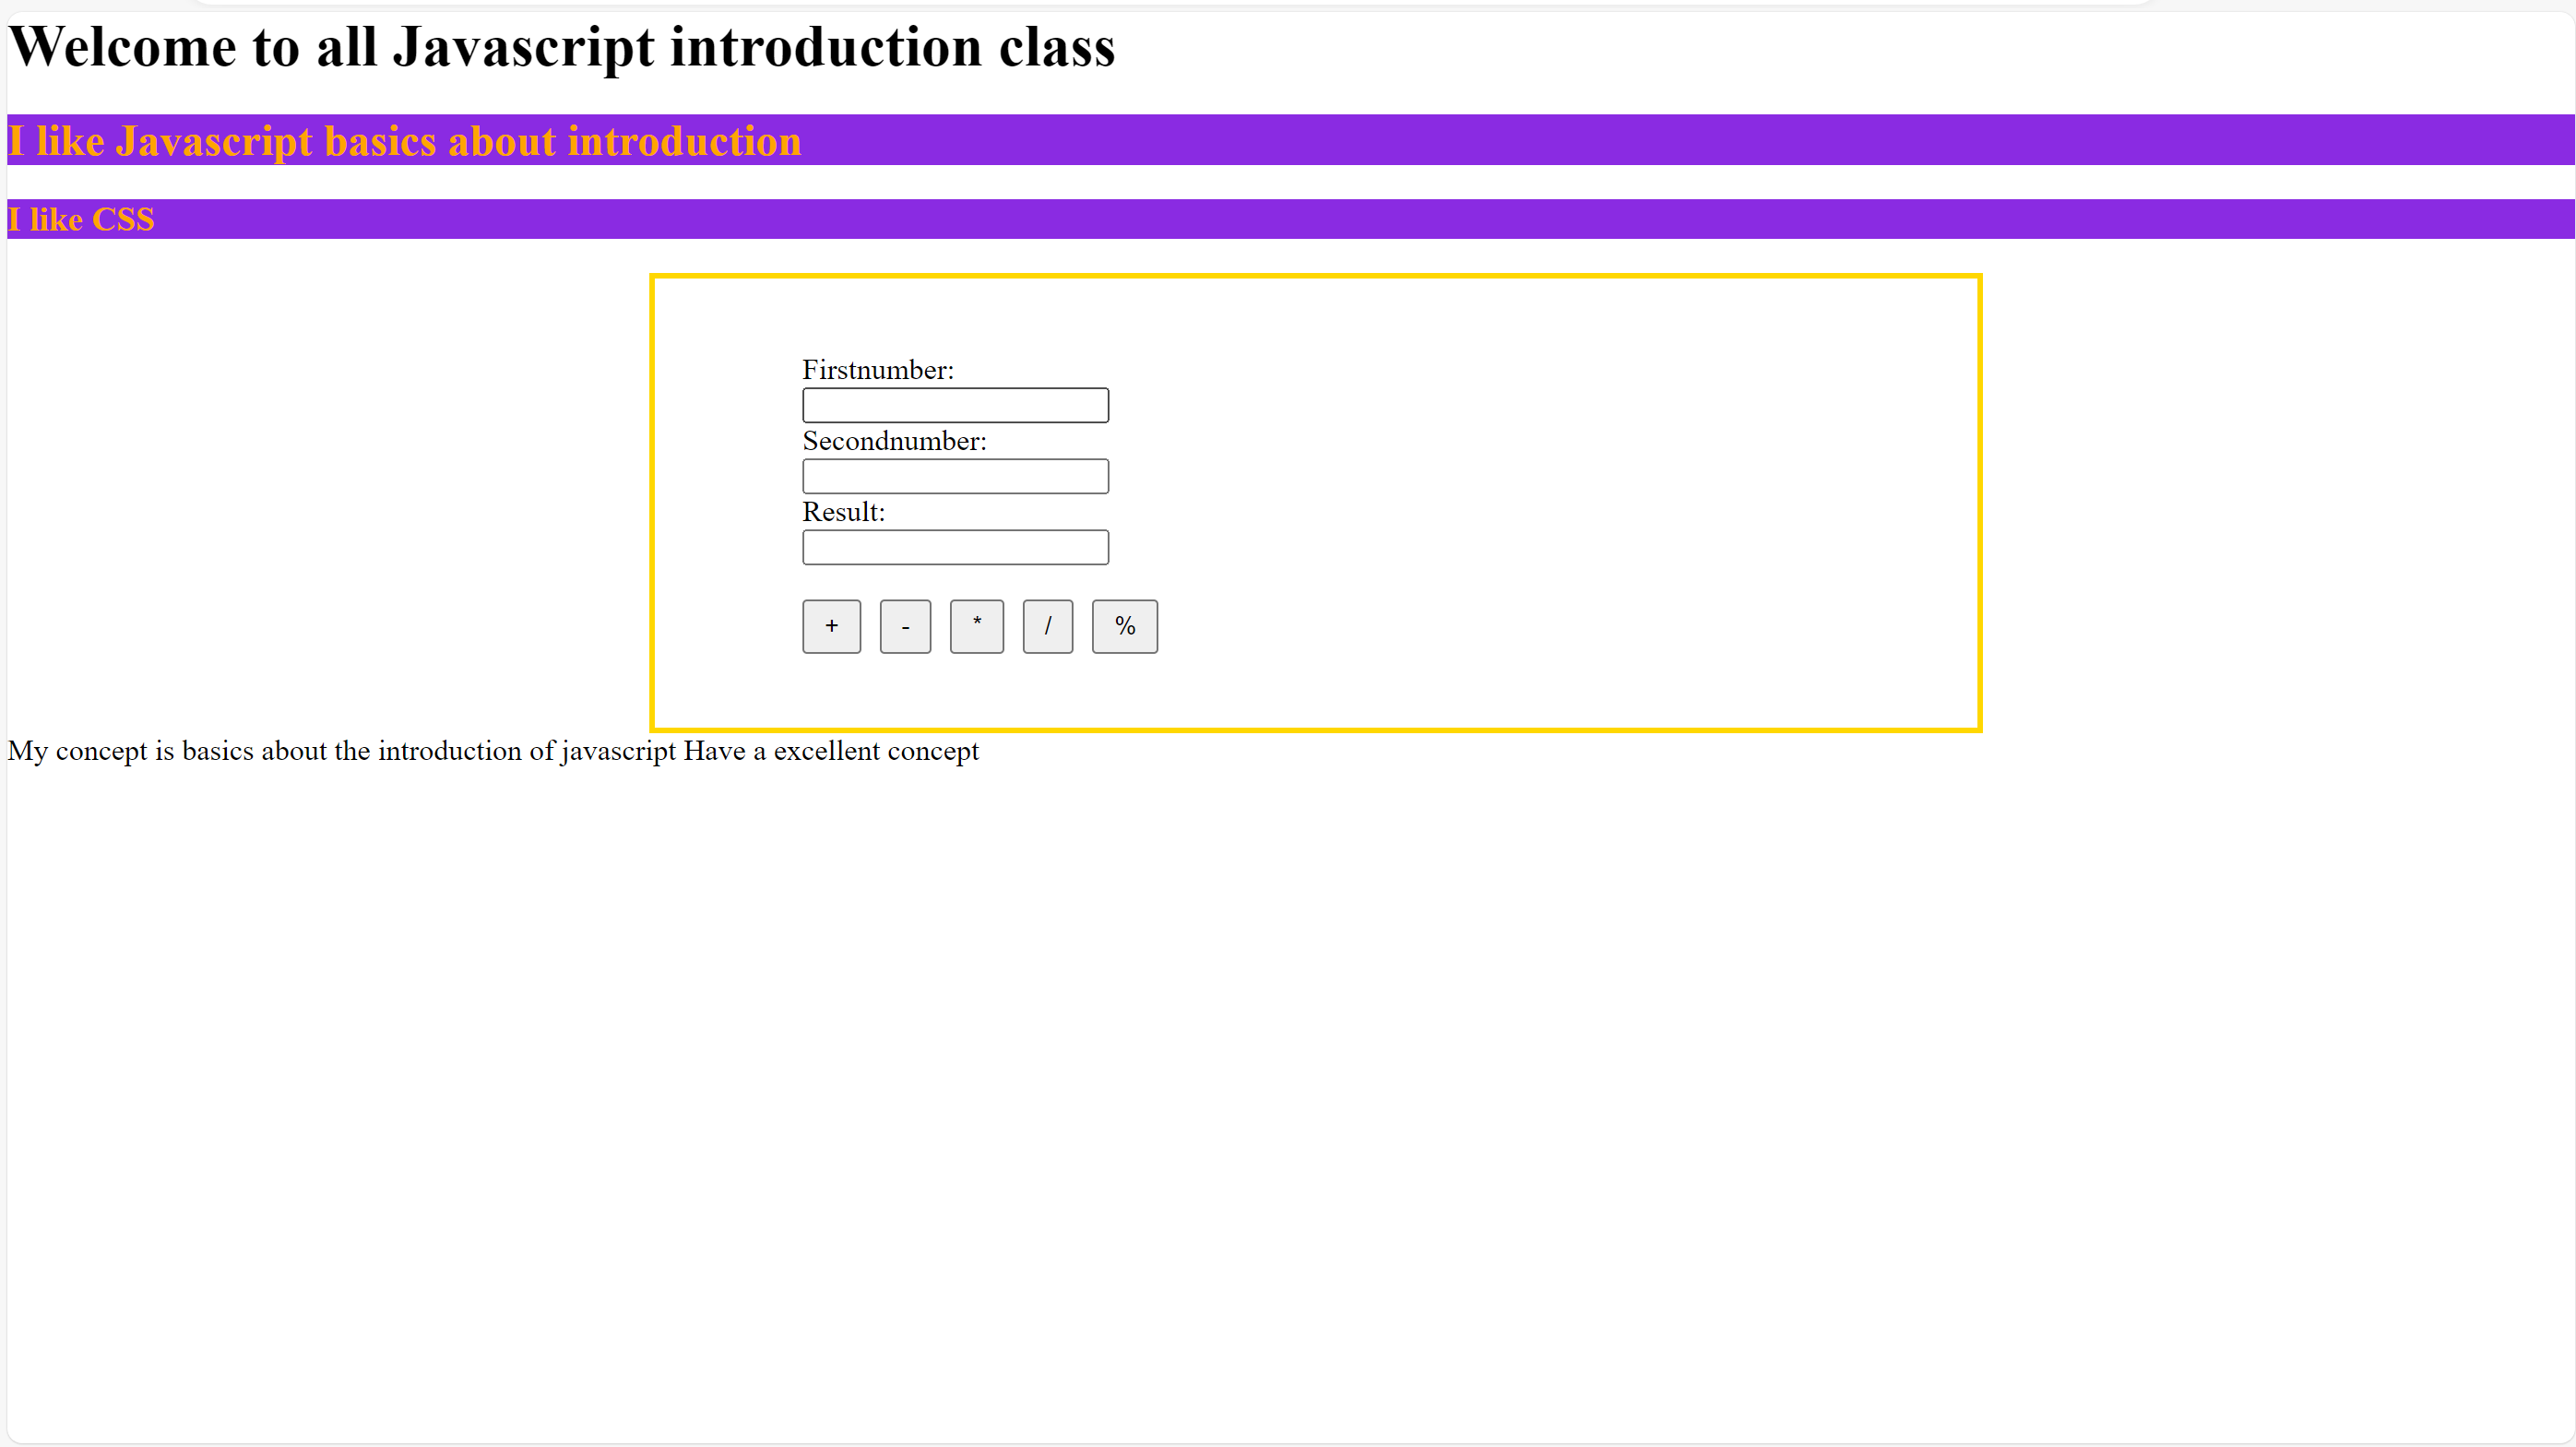 Welcome to all Javascript introduction class
I like Javascript basics about introduction
I like CSS
Firstnumber:
Secondnumber:
Result:
+ - * / %
My concept is basics about the introduction of javascript Have a excellent concept